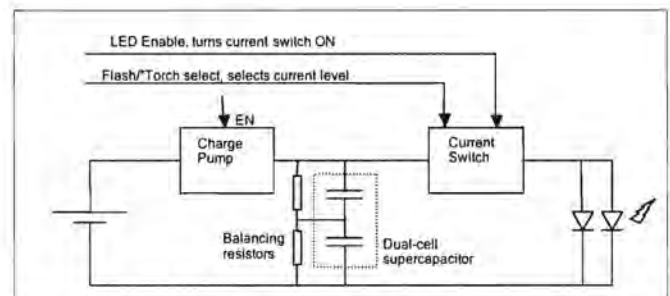 LED Enable, turns current switch ON
Flash/*Torch select, selects current level
EN
Charge
Pump
Current
Switch
Balancing
resistors
Dual-cell
supercapacitor